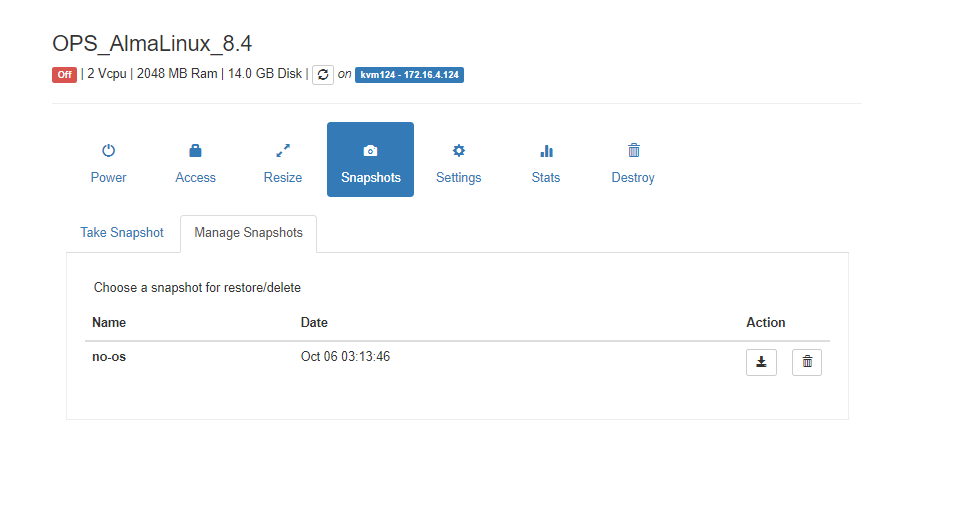 OPS_AlmaLinux_8.4
Off | 2 Vcpu | 2048 MB Ram | 14.0 GB Disk | on kvm124 - 172.16.4.124
Power Access Resize Snapshots Settings Stats Destroy
Take Snapshot Manage Snapshots
Choose a snapshot for restore/delete
Name Date Action
no-os Oct 06 03:13:46